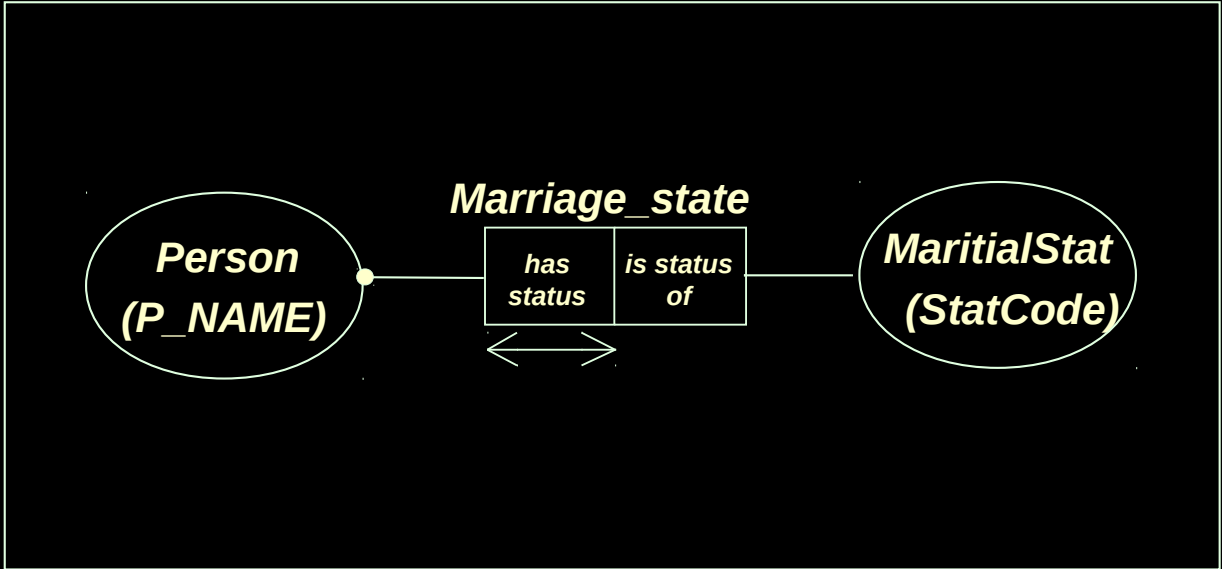 Marriage_state
Person
(P_NAME)
has
status
is status
of
MaritialStat
(StatCode)